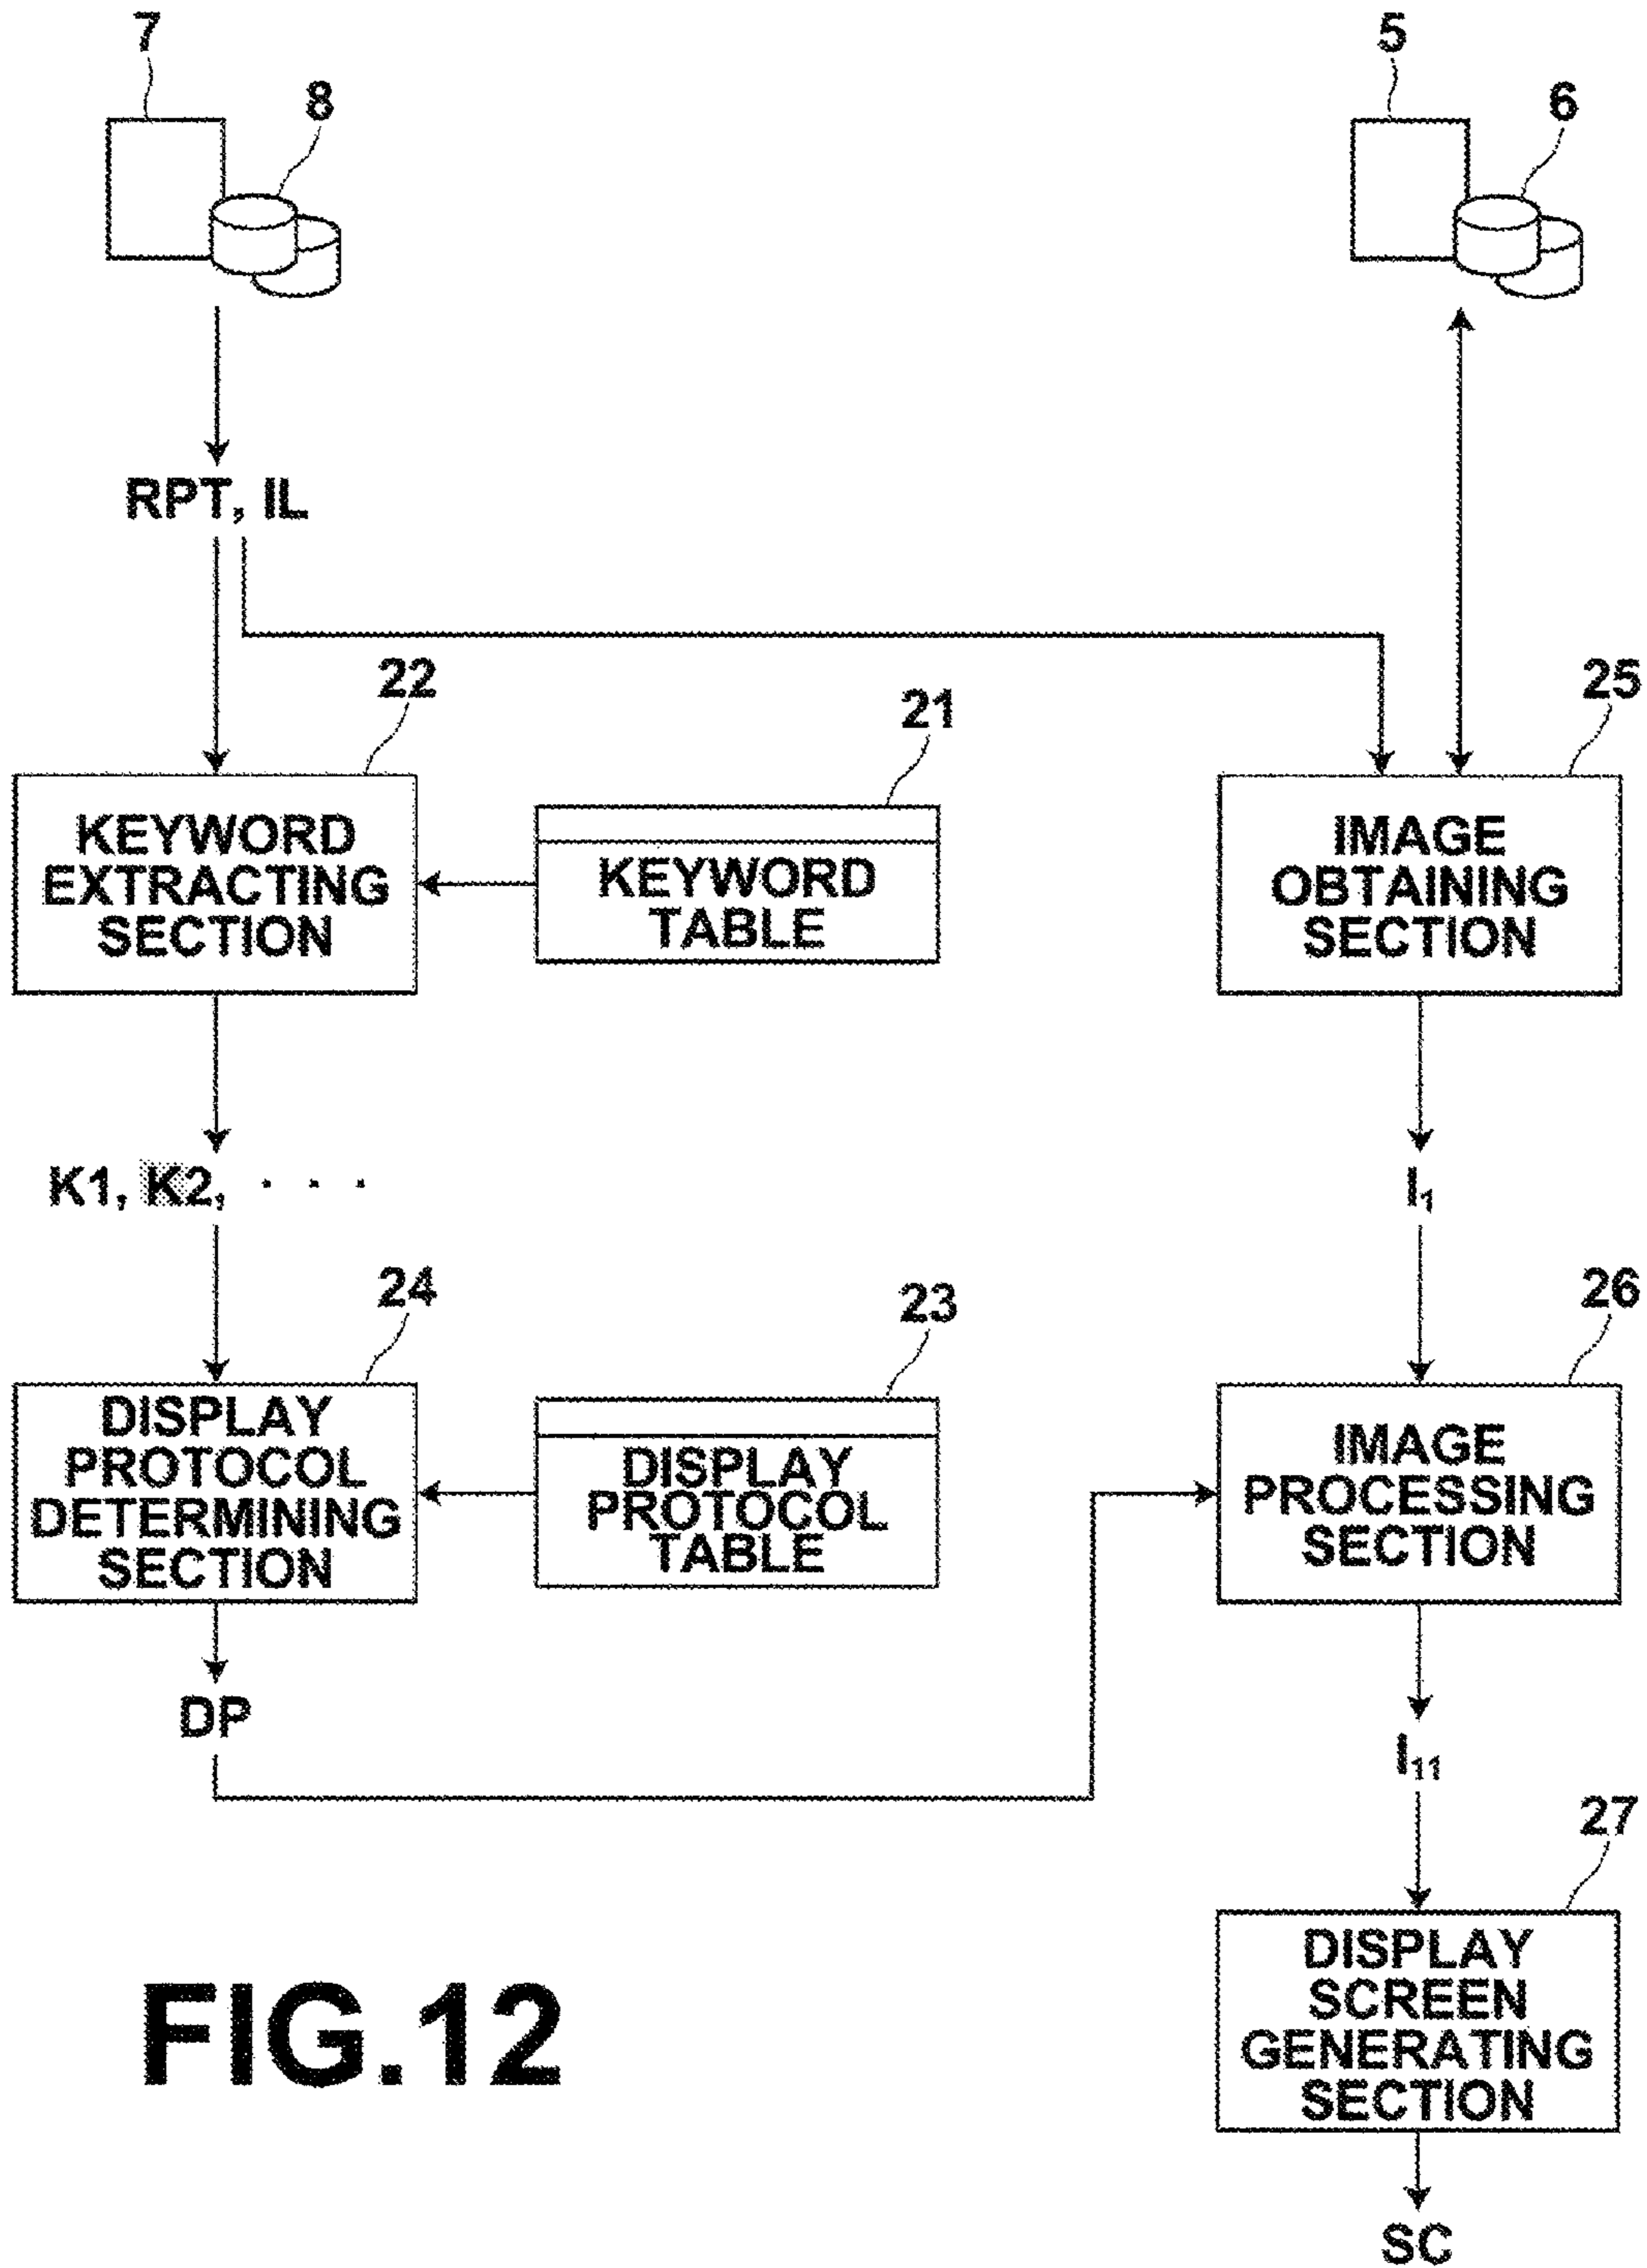 7
5
8
6
RPT, IL
22
21
25
KEYWORD
EXTRACTING
SECTION
KEYWORD
TABLE
IMAGE
OBTAINING
SECTION
K1, K2, · · ·
I1
24
23
26
DISPLAY
PROTOCOL
DETERMINING
SECTION
DISPLAY
PROTOCOL
TABLE
IMAGE
PROCESSING
SECTION
DP
I11
27
DISPLAY
SCREEN
GENERATING
SECTION
FIG.12
SC